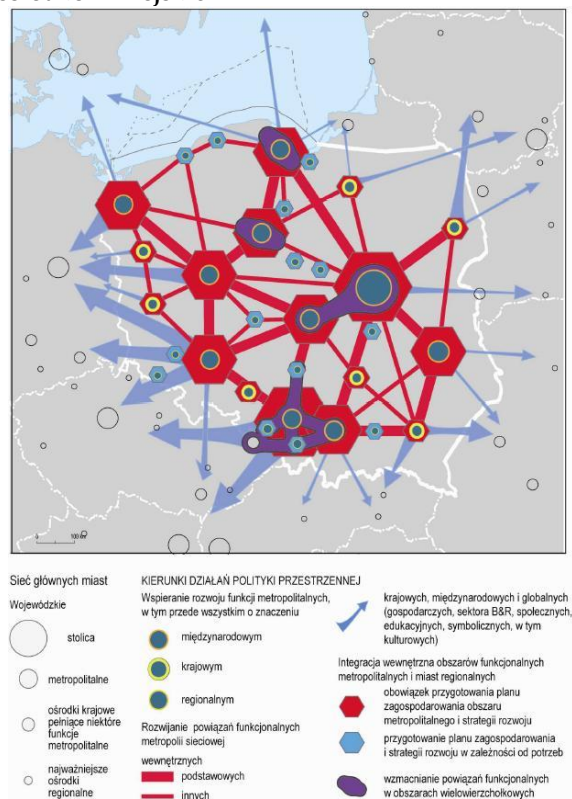 0 100 km
Sieć głównych miast
Wojewódzkie
stolica
metropolitalne
ośrodki krajowe
pełniące niektóre
funkcje
metropolitalne
najważniejsze
ośrodki
regionalne
KIERUNKI DZIAŁAŃ POLITYKI PRZESTRZENNEJ
Wspieranie rozwoju funkcji metropolitalnych,
w tym przede wszystkim o znaczeniu
międzynarodowym
krajowym
regionalnym
Rozwijanie powiązań funkcjonalnych
metropolii sieciowej
wewnętrznych
podstawowych
innych
krajowych, międzynarodowych i globalnych
(gospodarczych, sektora B&R, społecznych,
edukacyjnych, symbolicznych, w tym
kulturowych)
Integracja wewnętrzna obszarów funkcjonalnych
metropolitalnych i miast regionalnych
obowiązek przygotowania planu
zagospodarowania obszaru
metropolitalnego i strategii rozwoju
przygotowanie planu zagospodarowania
i strategii rozwoju w zależności od potrzeb
wzmacnianie powiązań funkcjonalnych
w obszarach wielowierzchołkowych